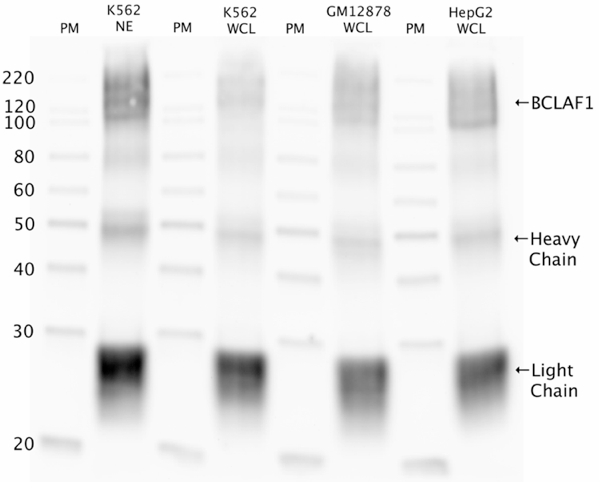 PM K562 NE PM K562 WCL PM GM12878 WCL PM HepG2 WCL
220
120
100
80
60
50
40
30
20
←BCLAF1
←Heavy
Chain
←Light
Chain